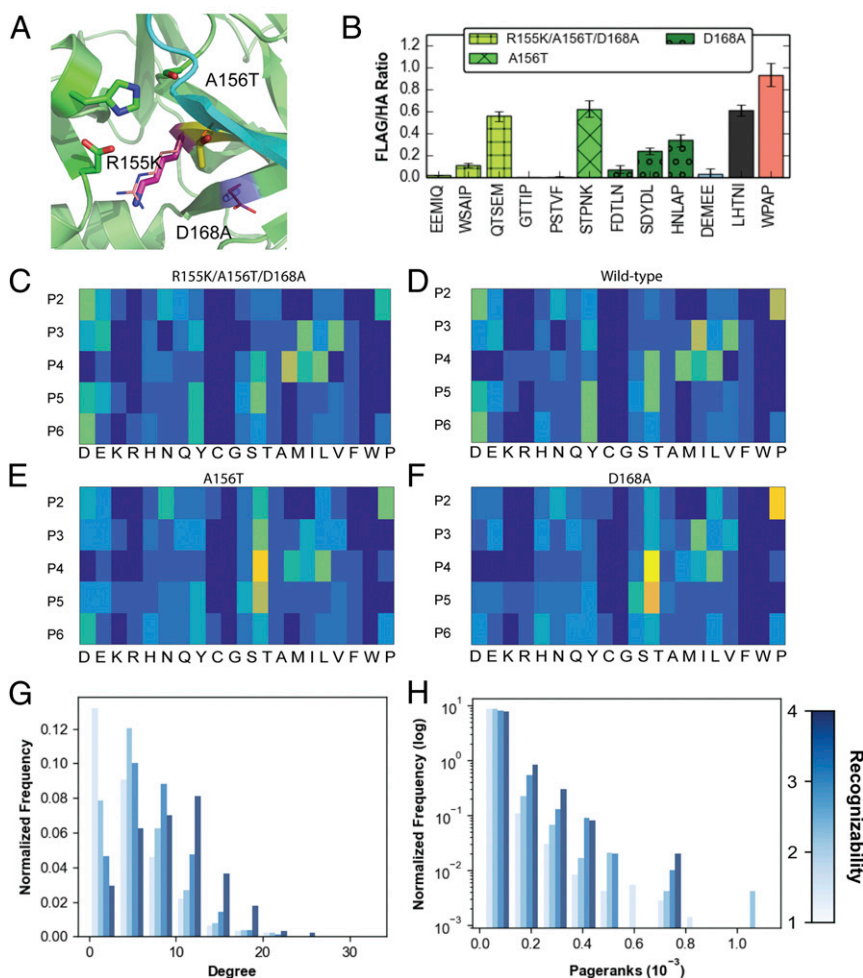 A
A156T
R155K
D168A
B
FLAG/HA Ratio
1.2
1.0
0.8
0.6
0.4
0.2
0.0
R155K/A156T/D168A
A156T
D168A
EEMIQ
WSAIP
QTSEM
GTTIP
PSTVF
STPNK
FDTLN
SDYDL
HNLAP
DEMEE
LHTNI
WPAP
C
R155K/A156T/D168A
P2
P3
P4
P5
P6
D E K R H N Q Y C G S T A M I L V F W P
D
Wild-type
P2
P3
P4
P5
P6
D E K R H N Q Y C G S T A M I L V F W P
E
A156T
P2
P3
P4
P5
P6
D E K R H N Q Y C G S T A M I L V F W P
F
D168A
P2
P3
P4
P5
P6
D E K R H N Q Y C G S T A M I L V F W P
G
Normalized Frequency
0.12
0.10
0.08
0.06
0.04
0.02
0.00
0 10 20 30
Degree
H
Normalized Frequency (log)
10¹
10⁰
10⁻¹
10⁻²
10⁻³
0.0 0.2 0.4 0.6 0.8 1.0
Pageranks (10⁻³)
4
3
2
1
Recognizability